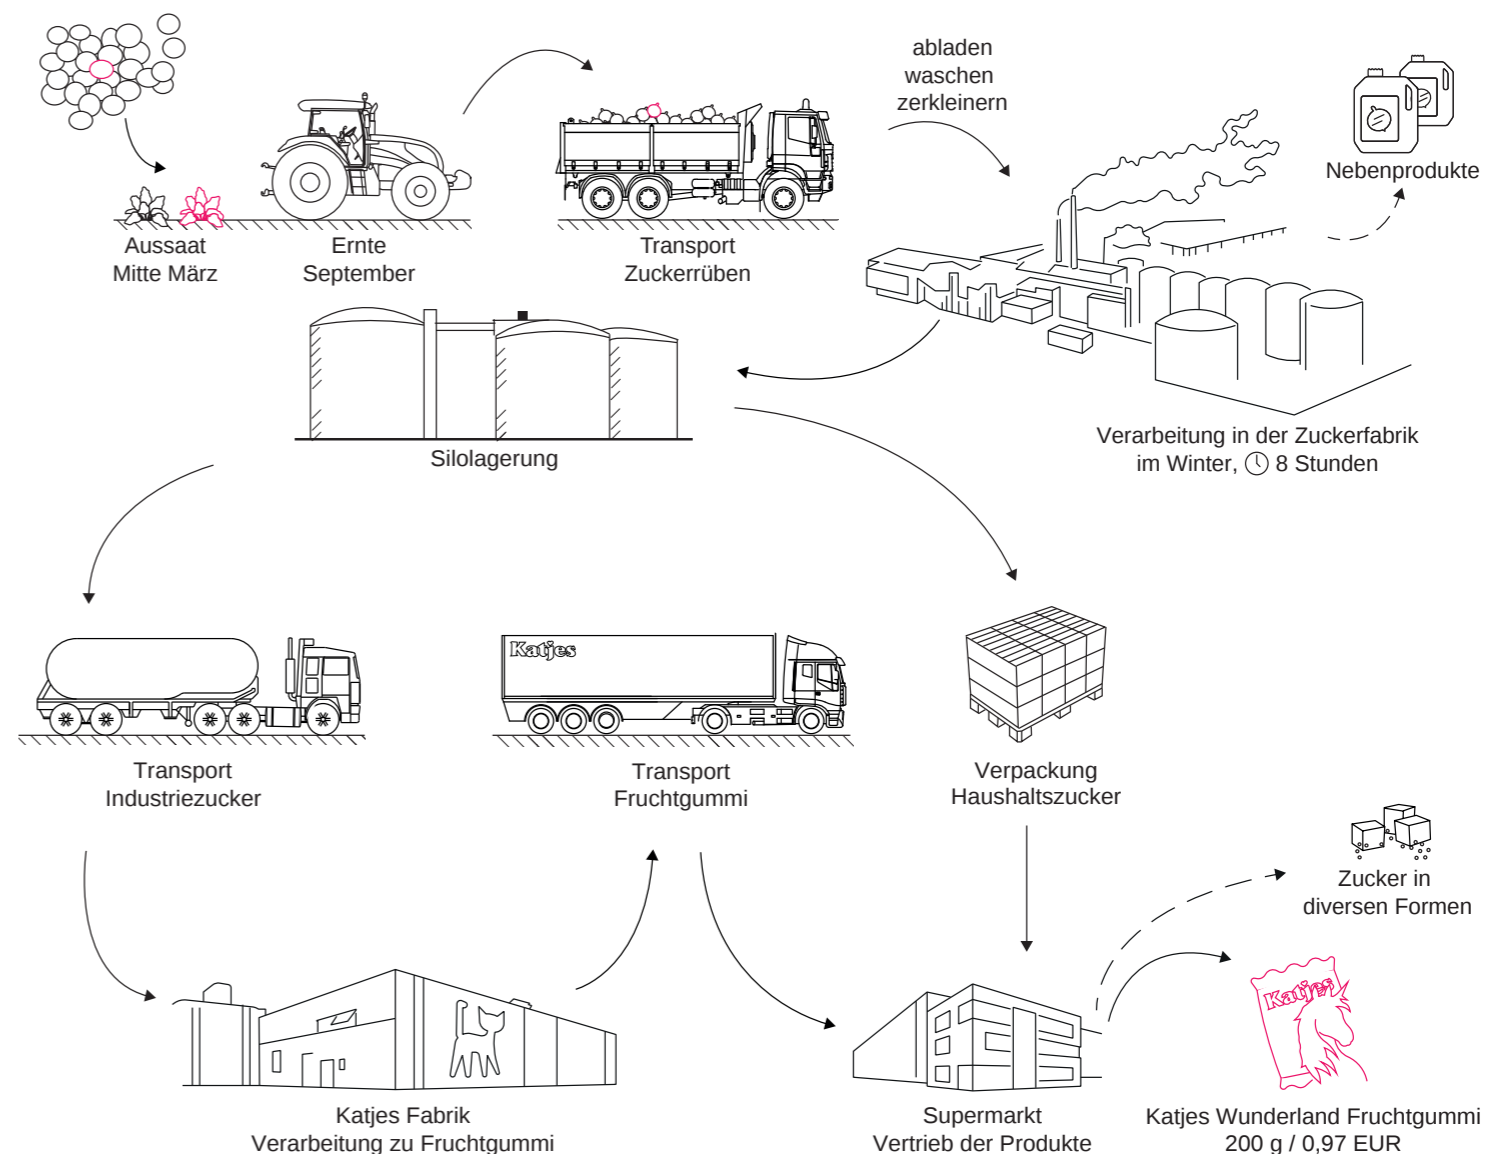 abladen
waschen
zerkleinern
Nebenprodukte
Aussaat
Mitte März
Ernte
September
Transport
Zuckerrüben
Verarbeitung in der Zuckerfabrik
im Winter, 8 Stunden
Silolagerung
Katjes
Transport
Industriezucker
Transport
Fruchtgummi
Verpackung
Haushaltszucker
Zucker in
diversen Formen
Katjes
Katjes Fabrik
Verarbeitung zu Fruchtgummi
Supermarkt
Vertrieb der Produkte
Katjes Wunderland Fruchtgummi
200 g / 0,97 EUR